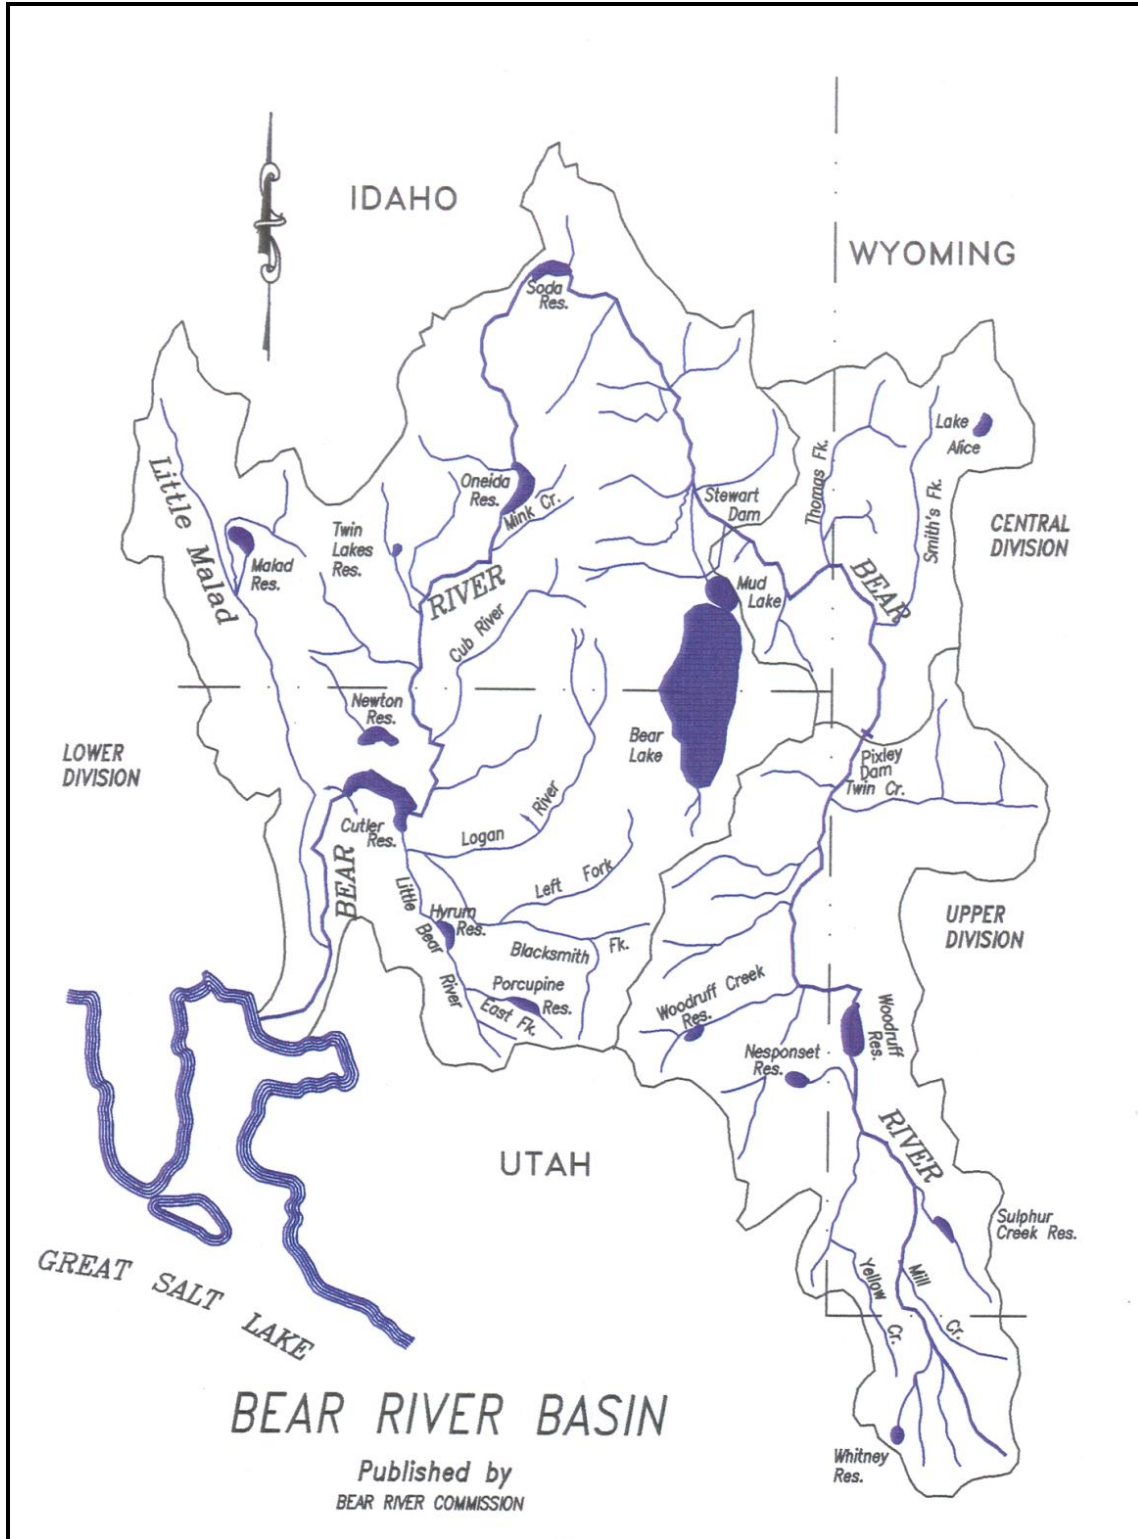 IDAHO
WYOMING
Soda
Res.
Lake
Alice
Little Malad
Oneida
Res.
Mink Cr.
Stewart
Dam
Thomas Fk.
Smith's Fk.
CENTRAL
DIVISION
Twin
Lakes
Res.
Malad
Res.
RIVER
Cub River
Mud
Lake
BEAR
Newton
Res.
Bear
Lake
LOWER
DIVISION
Pixley
Dam
Twin Cr.
Cutler
Res.
Logan River
BEAR
Little Bear River
Left Fork
Hyrum
Res.
Blacksmith Fk.
UPPER
DIVISION
Porcupine
Res.
East Fk.
Woodruff Creek
Res.
Woodruff
Res.
Nesponset
Res.
RIVER
UTAH
Sulphur
Creek Res.
GREAT SALT LAKE
Yellow Cr.
Mill Cr.
Whitney
Res.
BEAR RIVER BASIN
Published by
BEAR RIVER COMMISSION